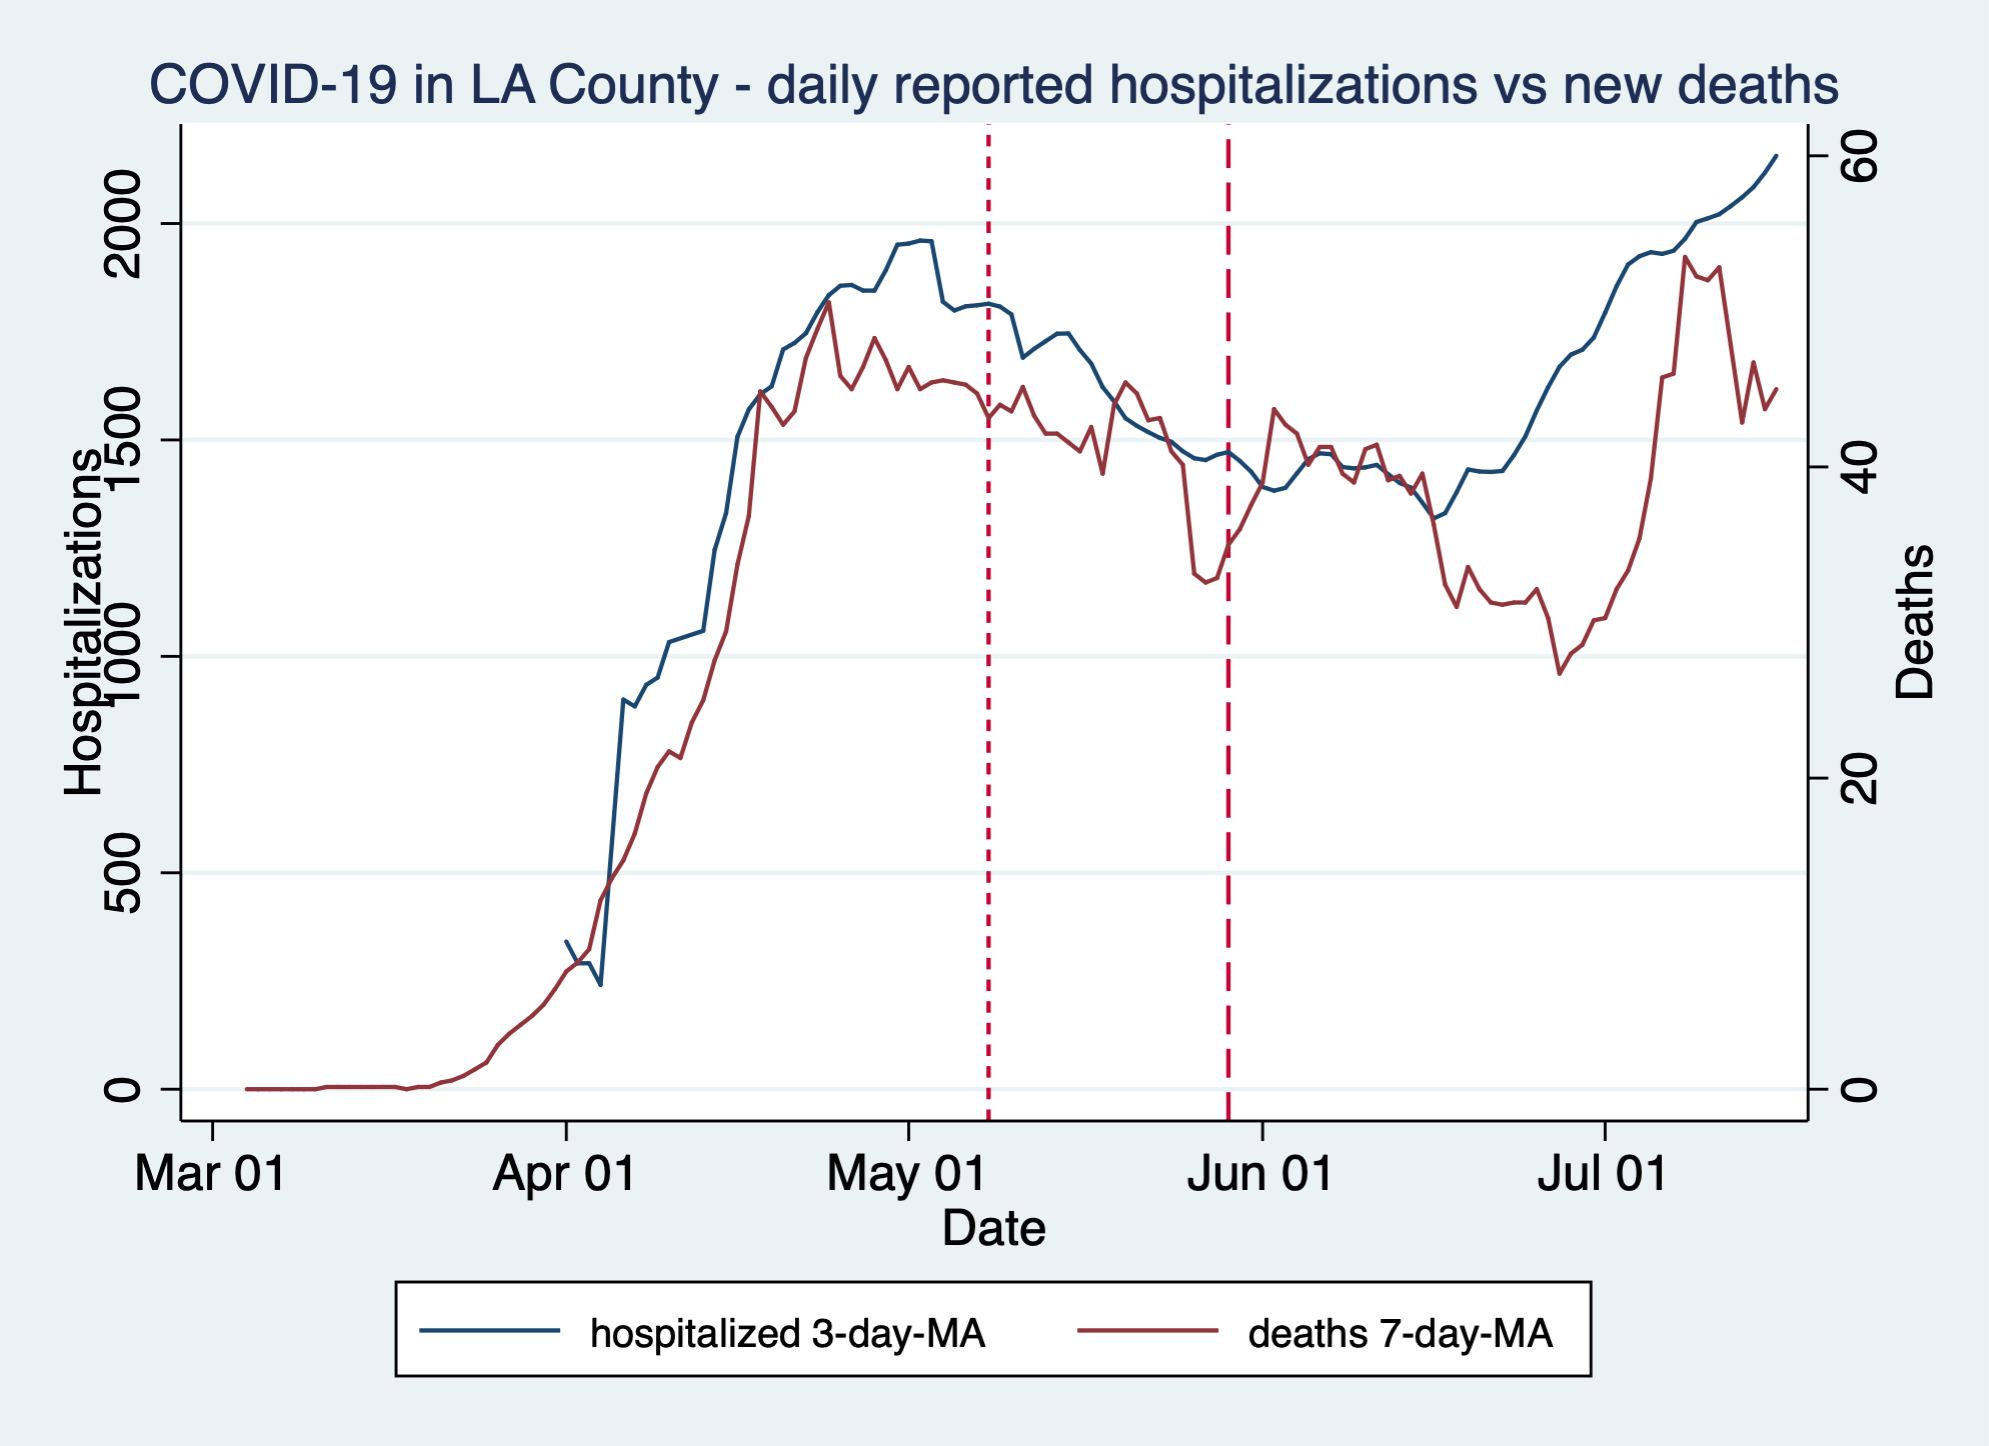 COVID-19 in LA County - daily reported hospitalizations vs new deaths
Hospitalizations
2000
1500
1000
500
0
60
40
20
0
Deaths
Mar 01 Apr 01 May 01 Jun 01 Jul 01
Date
hospitalized 3-day-MA deaths 7-day-MA